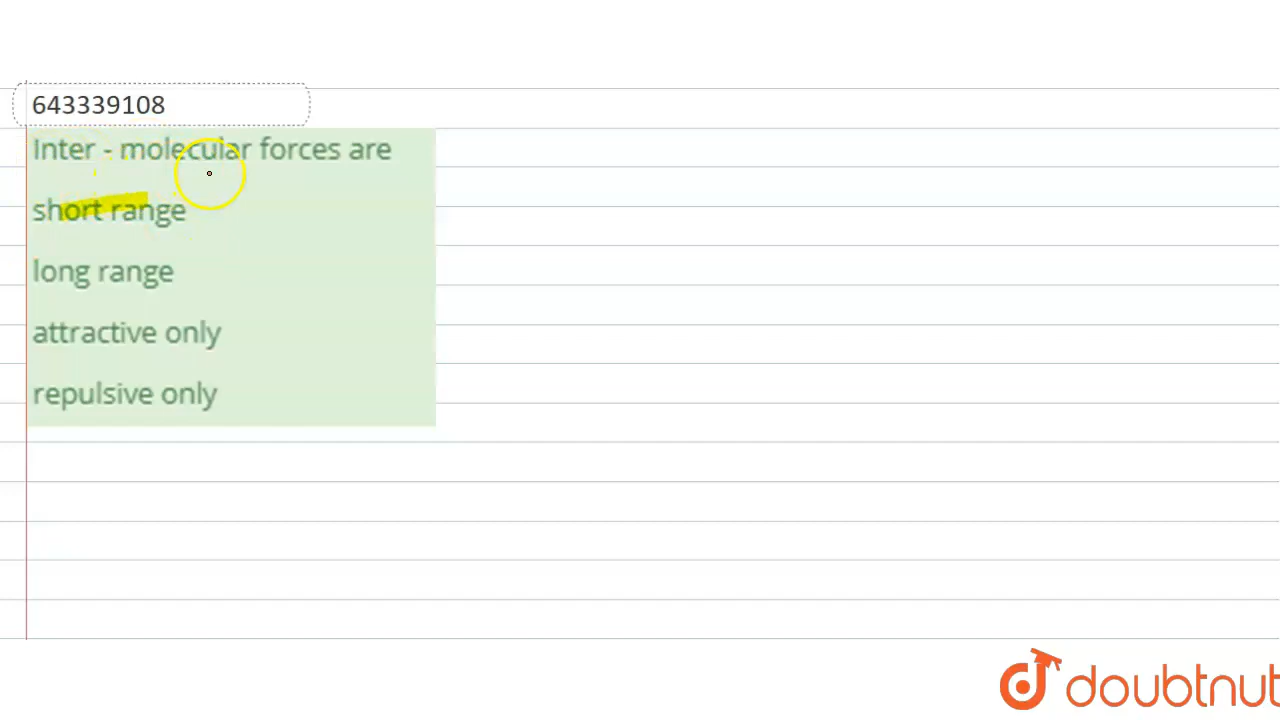 643339108
Inter - molecular forces are
short range
long range
attractive only
repulsive only
doubtnut